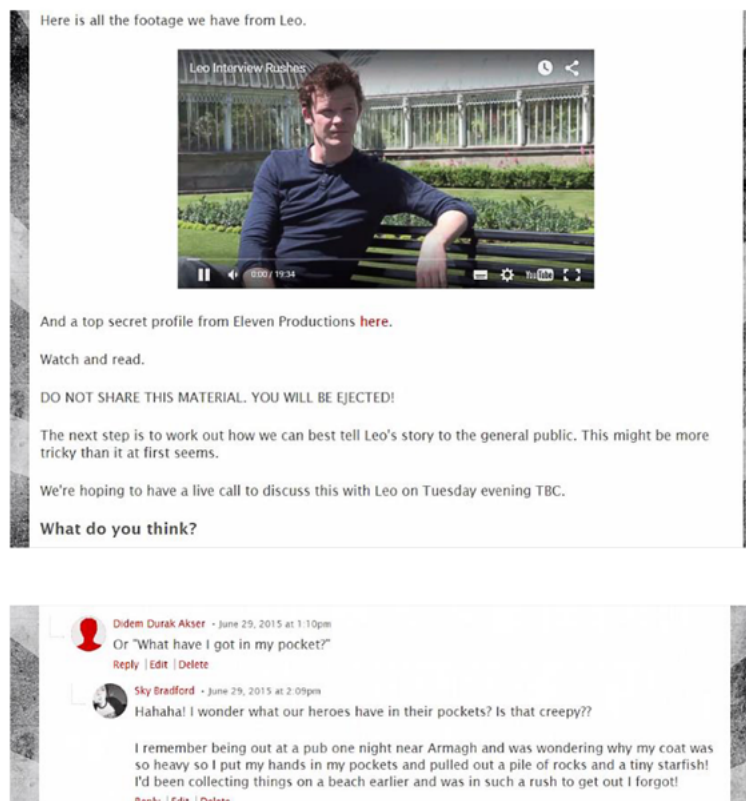 Here is all the footage we have from Leo.
Leo Interview Rushes
0:00 / 19:34
YouTube
And a top secret profile from Eleven Productions here.
Watch and read.
DO NOT SHARE THIS MATERIAL. YOU WILL BE EJECTED!
The next step is to work out how we can best tell Leo's story to the general public. This might be more
tricky than it at first seems.
We're hoping to have a live call to discuss this with Leo on Tuesday evening TBC.
What do you think?
Didem Durak Akser • June 29, 2015 at 1:10pm
Or "What have I got in my pocket?"
Reply | Edit | Delete
Sky Bradford • June 29, 2015 at 2:09pm
Hahaha! I wonder what our heroes have in their pockets? Is that creepy??
I remember being out at a pub one night near Armagh and was wondering why my coat was
so heavy so I put my hands in my pockets and pulled out a pile of rocks and a tiny starfish!
I'd been collecting things on a beach earlier and was in such a rush to get out I forgot!
Reply | Edit | Delete